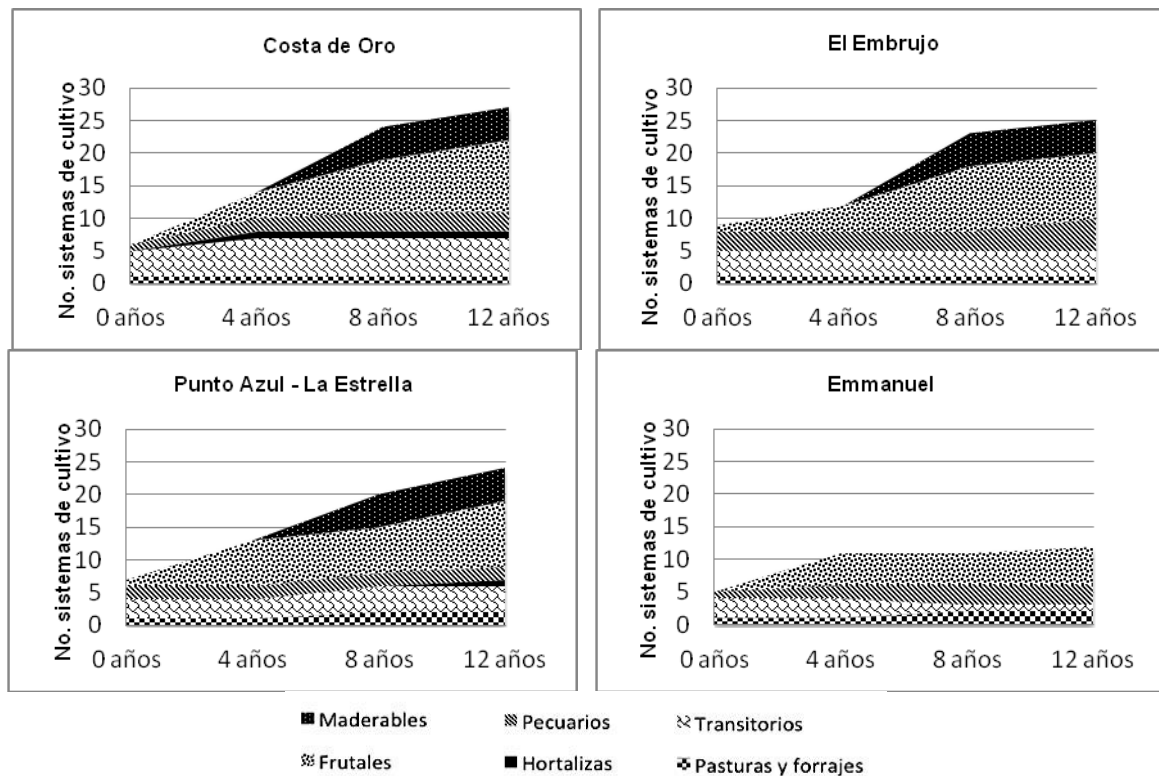 Costa de Oro
No. sistemas de cultivo
30
25
20
15
10
5
0
0 años 4 años 8 años 12 años
El Embrujo
No. sistemas de cultivo
30
25
20
15
10
5
0
0 años 4 años 8 años 12 años
Punto Azul - La Estrella
No. sistemas de cultivo
30
25
20
15
10
5
0
0 años 4 años 8 años 12 años
Emmanuel
No. sistemas de cultivo
30
25
20
15
10
5
0
0 años 4 años 8 años 12 años
Maderables Pecuarios Transitorios
Frutales Hortalizas Pasturas y forrajes